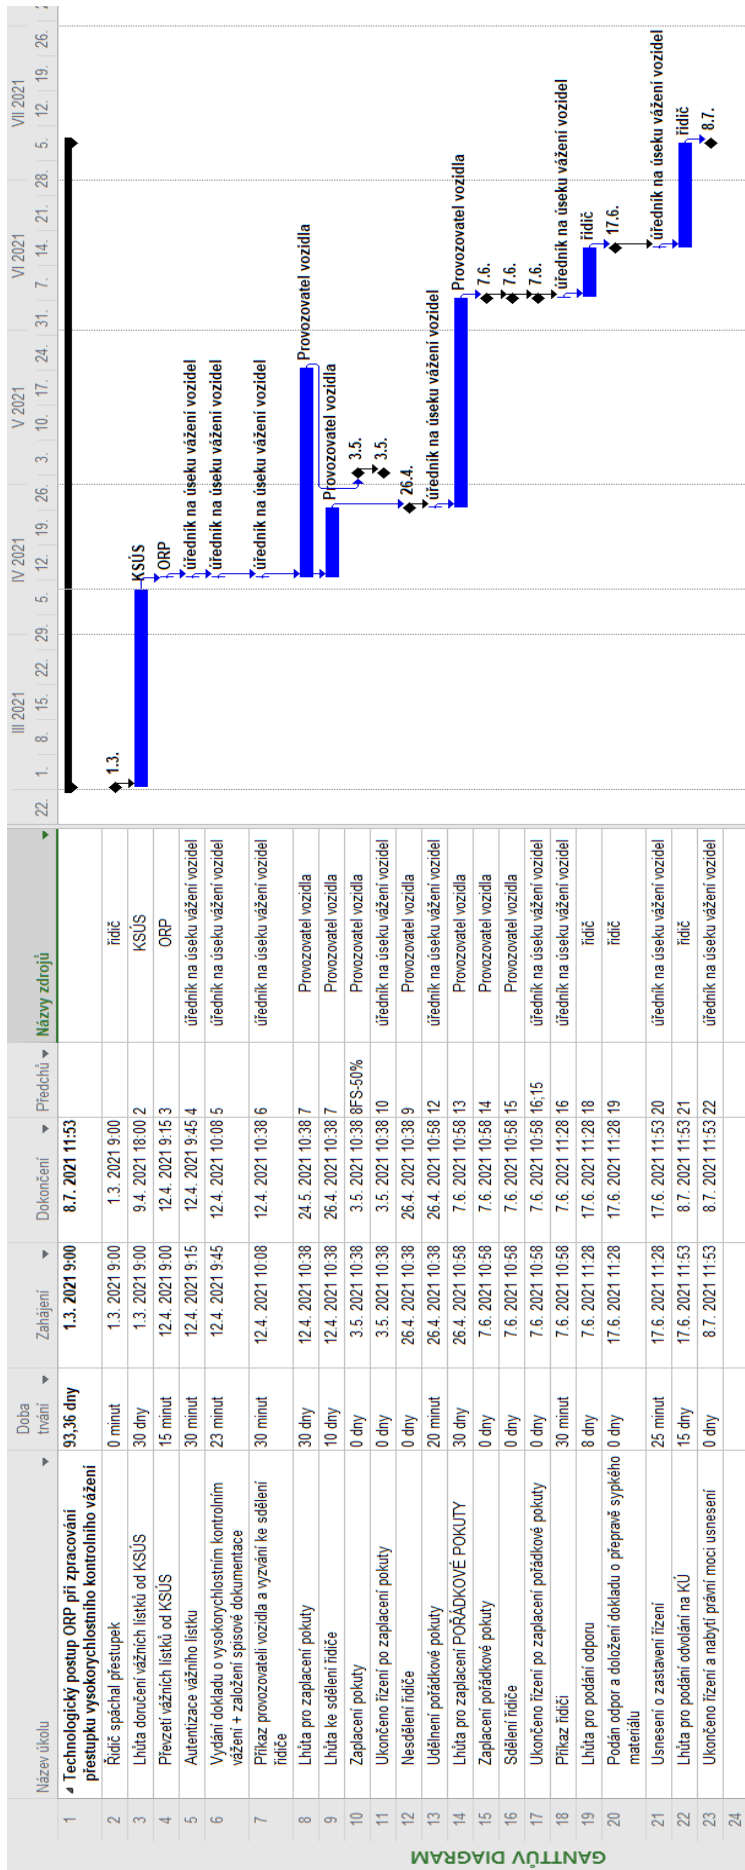 GANTTŮV DIAGRAM
Název úkolu
Doba
trvání
Zahájení
Dokončení
Předchů
Názvy zdrojů
1 Technologický postup ORP při zpracování
přestupku vysokorychlostního kontrolního vážení
93,36 dny 1.3. 2021 9:00 8.7. 2021 11:53
2 Řidič spáchal přestupek 0 minut 1.3. 2021 9:00 1.3. 2021 9:00 řidič
3 Lhůta doručení vážních lístků od KSÚS 30 dny 1.3. 2021 9:00 9.4. 2021 18:00 2 KSÚS
4 Převzetí vážních lístků od KSÚS 15 minut 12.4. 2021 9:00 12.4. 2021 9:15 3 ORP
5 Autentizace vážního lístku 30 minut 12.4. 2021 9:15 12.4. 2021 9:45 4 úředník na úseku vážení vozidel
6 Vydání dokladu o vysokorychlostním kontrolním
vážení + založení spisové dokumentace
23 minut 12.4. 2021 9:45 12.4. 2021 10:08 5 úředník na úseku vážení vozidel
7 Příkaz provozovateli vozidla a vyzvání ke sdělení
řidiče
30 minut 12.4. 2021 10:08 12.4. 2021 10:38 6 úředník na úseku vážení vozidel
8 Lhůta pro zaplacení pokuty 30 dny 12.4. 2021 10:38 24.5. 2021 10:38 7 Provozovatel vozidla
9 Lhůta ke sdělení řidiče 10 dny 12.4. 2021 10:38 26.4. 2021 10:38 7 Provozovatel vozidla
10 Zaplacení pokuty 0 dny 3.5. 2021 10:38 3.5. 2021 10:38 8FS-50% Provozovatel vozidla
11 Ukončeno řízení po zaplacení pokuty 0 dny 3.5. 2021 10:38 3.5. 2021 10:38 10 úředník na úseku vážení vozidel
12 Nesdělení řidiče 0 dny 26.4. 2021 10:38 26.4. 2021 10:38 9 Provozovatel vozidla
13 Udělnení pořádkové pokuty 20 minut 26.4. 2021 10:38 26.4. 2021 10:58 12 úředník na úseku vážení vozidel
14 Lhůta pro zaplacení POŘÁDKOVÉ POKUTY 30 dny 26.4. 2021 10:58 7.6. 2021 10:58 13 Provozovatel vozidla
15 Zaplacení pořádkové pokuty 0 dny 7.6. 2021 10:58 7.6. 2021 10:58 14 Provozovatel vozidla
16 Sdělení řidiče 0 dny 7.6. 2021 10:58 7.6. 2021 10:58 15 Provozovatel vozidla
17 Ukončeno řízení po zaplacení pořádkové pokuty 0 dny 7.6. 2021 10:58 7.6. 2021 10:58 16;15 úředník na úseku vážení vozidel
18 Příkaz řidiči 30 minut 7.6. 2021 10:58 7.6. 2021 11:28 16 úředník na úseku vážení vozidel
19 Lhůta pro podání odporu 8 dny 7.6. 2021 11:28 17.6. 2021 11:28 18 řidič
20 Podán odpor a doložení dokladu o přepravě sypkého
materiálu
0 dny 17.6. 2021 11:28 17.6. 2021 11:28 19 řidič
21 Usnesení o zastavení řízení 25 minut 17.6. 2021 11:28 17.6. 2021 11:53 20 úředník na úseku vážení vozidel
22 Lhůta pro podání odvolání na KÚ 15 dny 17.6. 2021 11:53 8.7. 2021 11:53 21 řidič
23 Ukončeno řízení a nabytí právní moci usnesení 0 dny 8.7. 2021 11:53 8.7. 2021 11:53 22 úředník na úseku vážení vozidel
24
III 2021 IV 2021 V 2021 VI 2021 VII 2021
22. 1. 8. 15. 22. 29. 5. 12. 19. 26. 3. 10. 17. 24. 31. 7. 14. 21. 28. 5. 12. 19. 26.
1.3.
KSÚS
ORP
úředník na úseku vážení vozidel
úředník na úseku vážení vozidel
úředník na úseku vážení vozidel
Provozovatel vozidla
Provozovatel vozidla
3.5.
3.5.
26.4.
úředník na úseku vážení vozidel
Provozovatel vozidla
7.6.
7.6.
7.6.
úředník na úseku vážení vozidel
řidič
17.6.
úředník na úseku vážení vozidel
řidič
8.7.